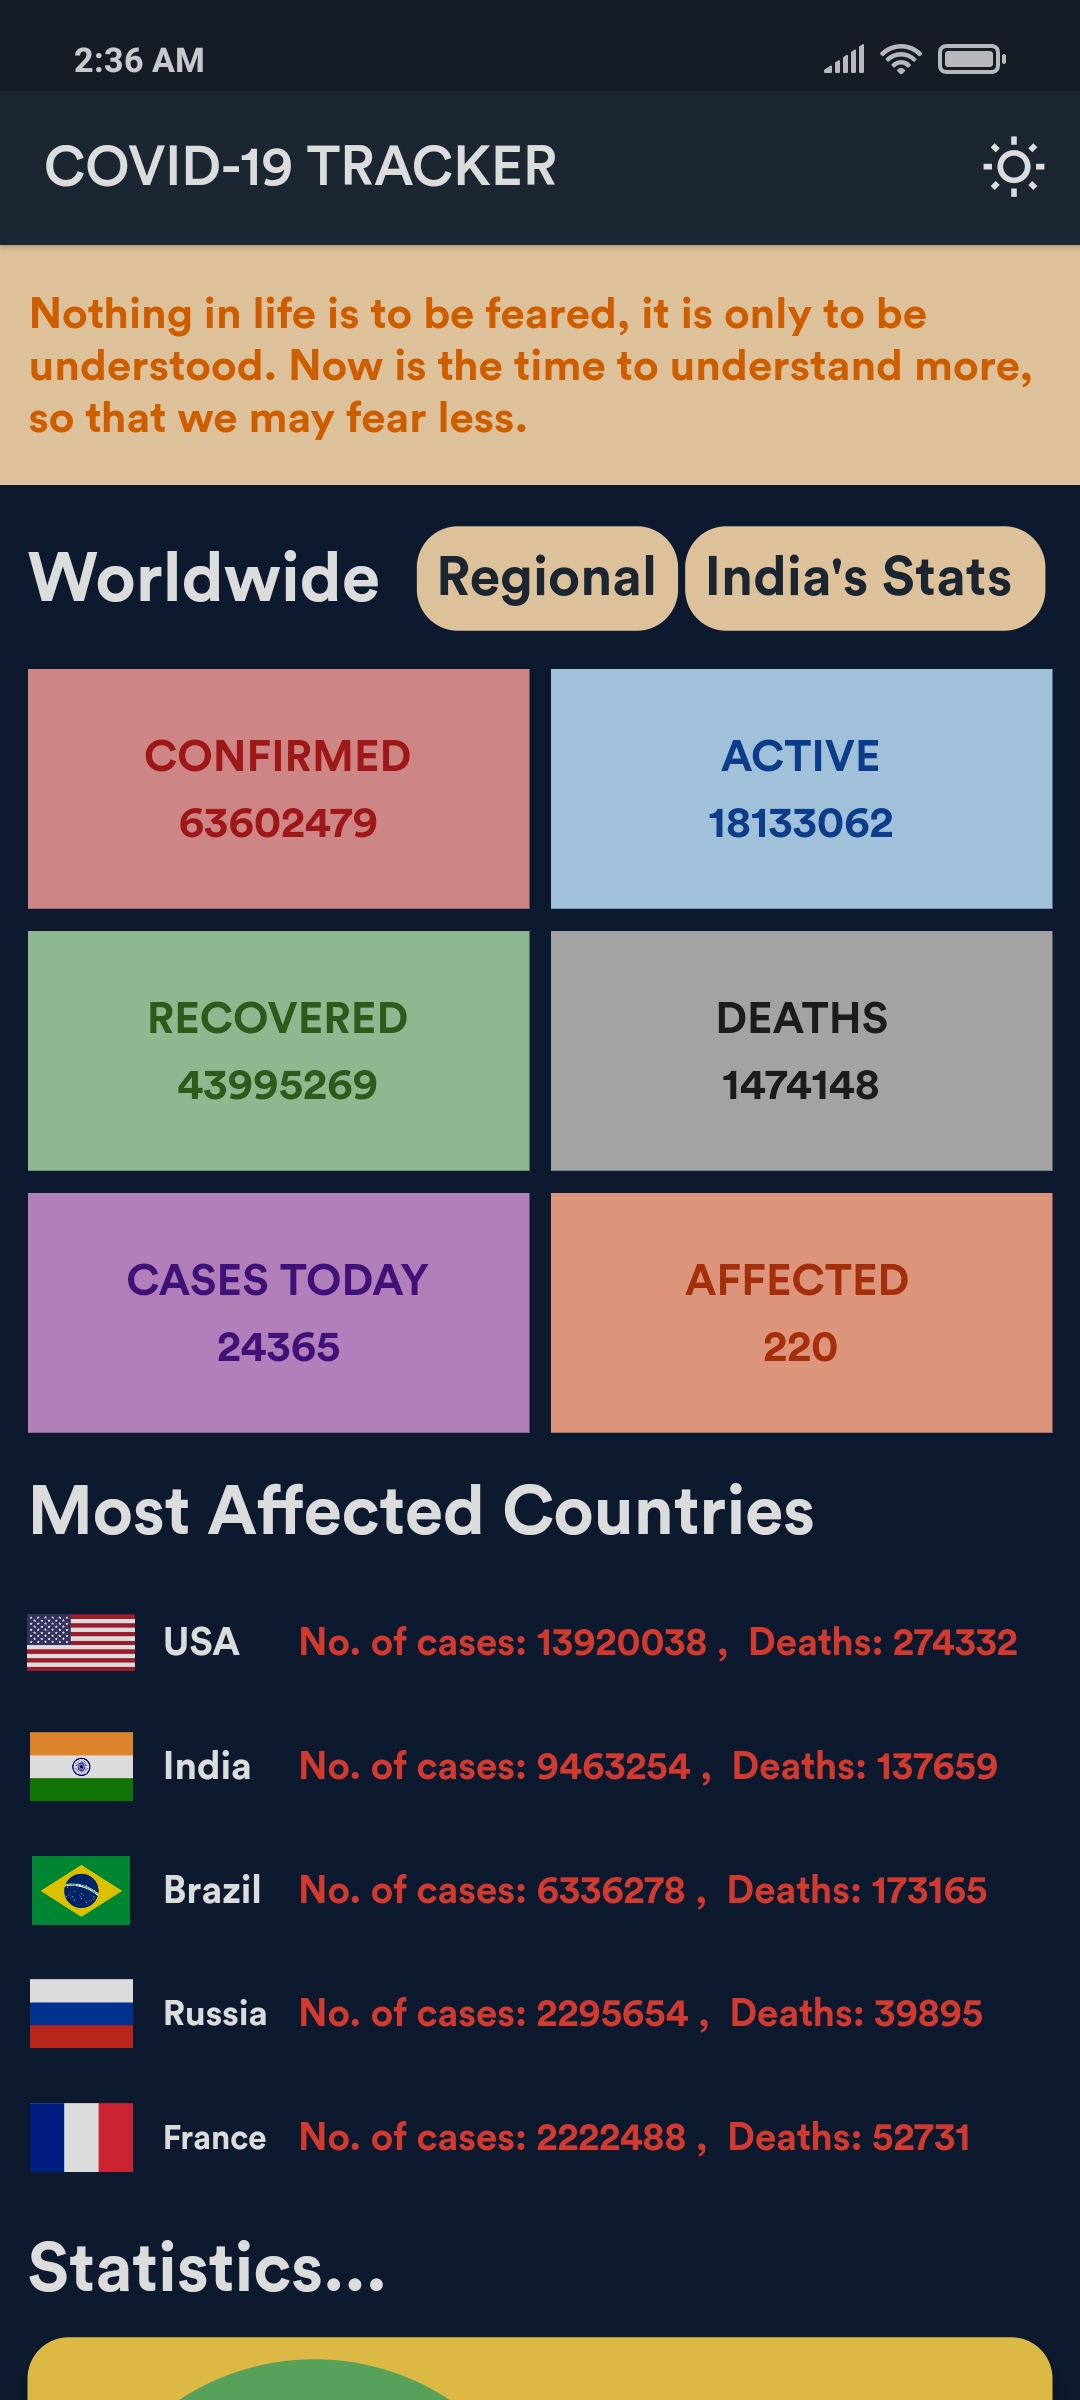 2:36 AM
COVID-19 TRACKER
Nothing in life is to be feared, it is only to be
understood. Now is the time to understand more,
so that we may fear less.
Worldwide Regional India's Stats
CONFIRMED
63602479
ACTIVE
18133062
RECOVERED
43995269
DEATHS
1474148
CASES TODAY
24365
AFFECTED
220
Most Affected Countries
USA No. of cases: 13920038 , Deaths: 274332
India No. of cases: 9463254 , Deaths: 137659
Brazil No. of cases: 6336278 , Deaths: 173165
Russia No. of cases: 2295654 , Deaths: 39895
France No. of cases: 2222488 , Deaths: 52731
Statistics...